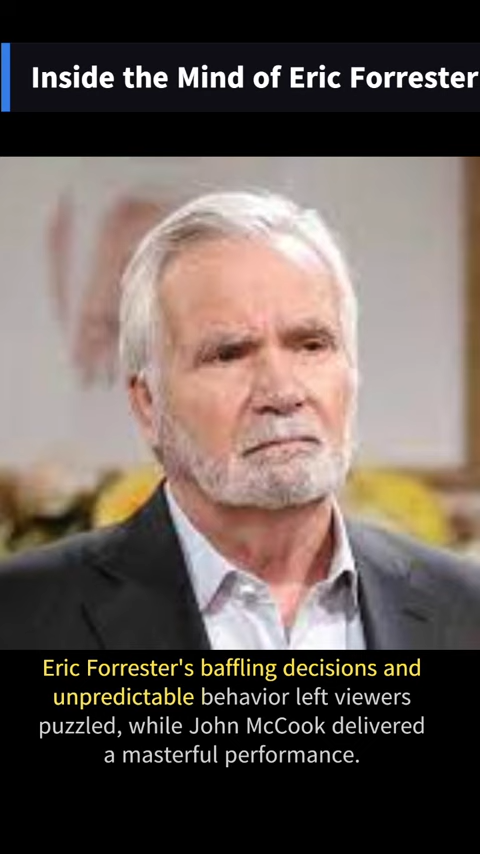 Inside the Mind of Eric Forrester
Eric Forrester's baffling decisions and
unpredictable behavior left viewers
puzzled, while John McCook delivered
a masterful performance.